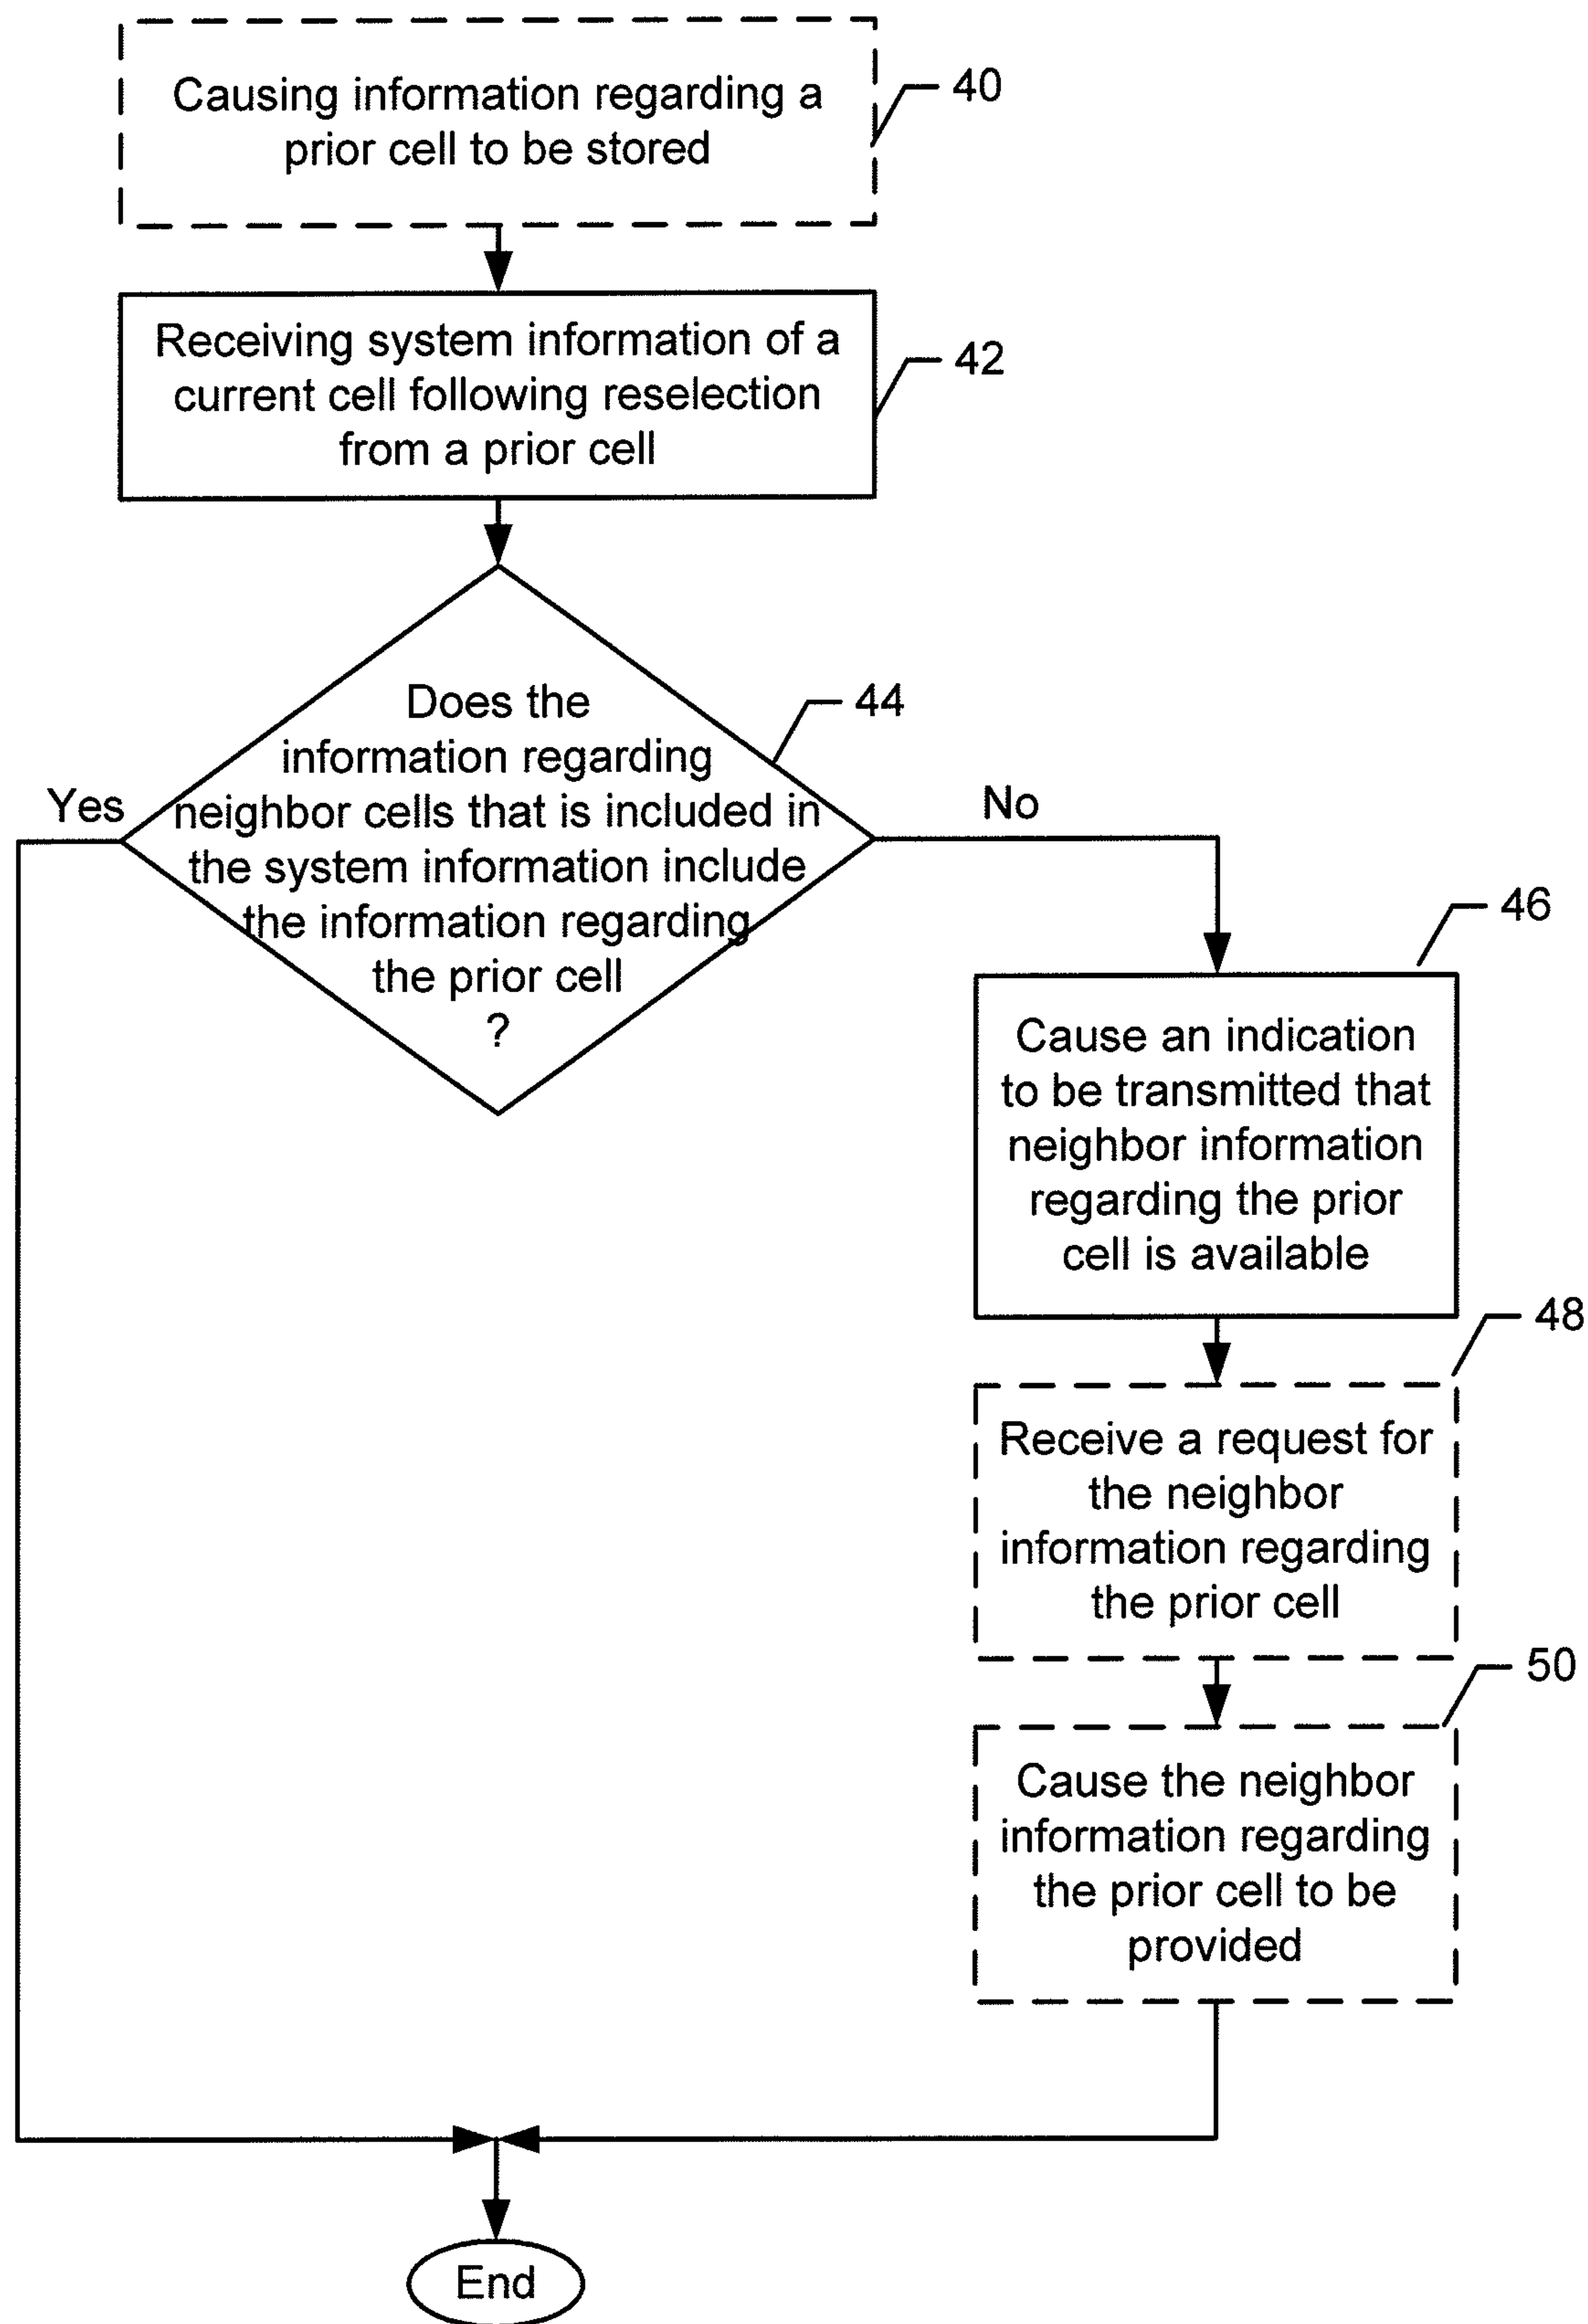 Causing information regarding a
prior cell to be stored
40
Receiving system information of a
current cell following reselection
from a prior cell
42
Does the
information regarding
neighbor cells that is included in
the system information include
the information regarding
the prior cell
?
44
Yes
No
46
Cause an indication
to be transmitted that
neighbor information
regarding the prior
cell is available
48
Receive a request for
the neighbor
information regarding
the prior cell
50
Cause the neighbor
information regarding
the prior cell to be
provided
End